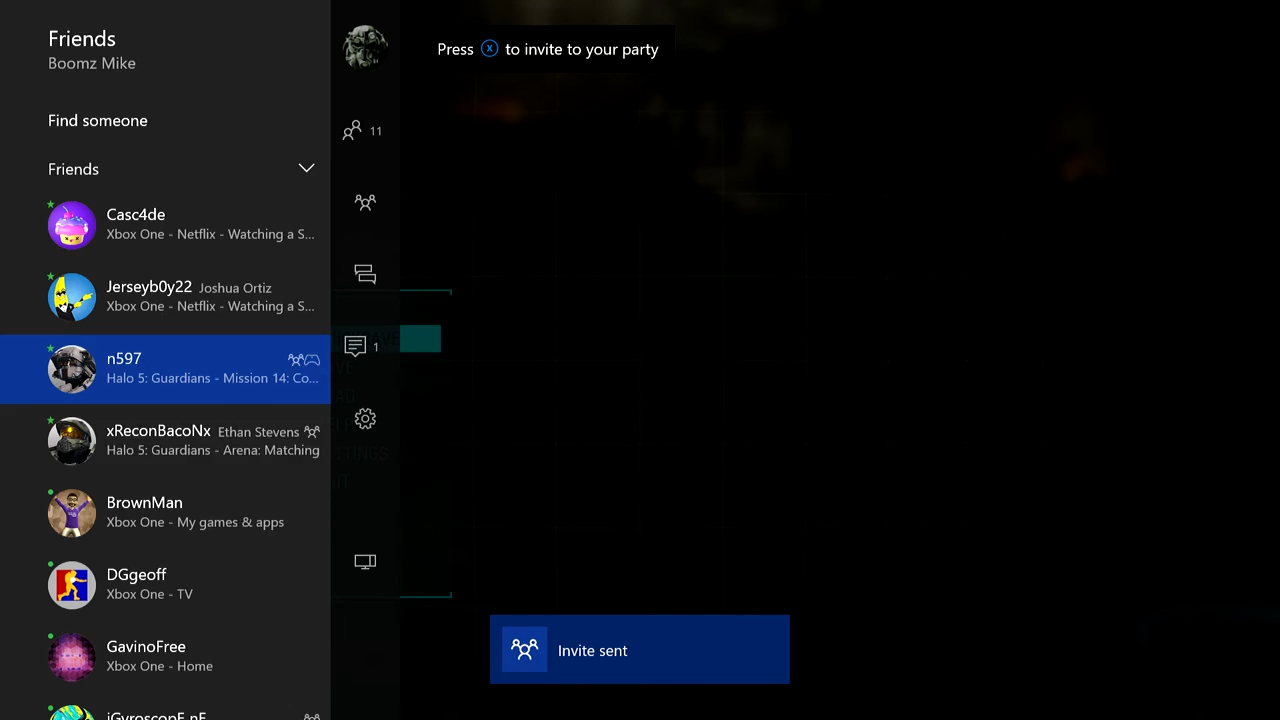 Friends
Boomz Mike
Find someone
Friends
Casc4de
Xbox One - Netflix - Watching a S...
Jerseyb0y22 Joshua Ortiz
Xbox One - Netflix - Watching a S...
n597
Halo 5: Guardians - Mission 14: Co...
xReconBacoNx Ethan Stevens
Halo 5: Guardians - Arena: Matching
BrownMan
Xbox One - My games & apps
DGgeoff
Xbox One - TV
GavinoFree
Xbox One - Home
11
1
Press X to invite to your party
Invite sent